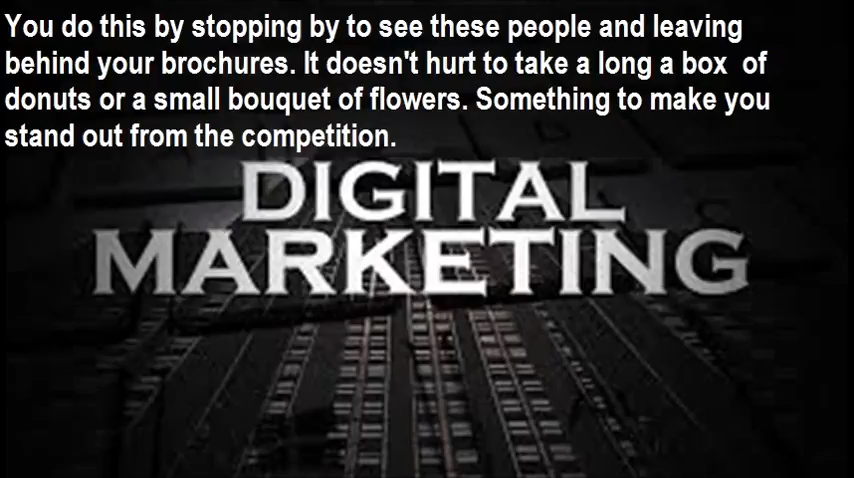 You do this by stopping by to see these people and leaving
behind your brochures. It doesn't hurt to take a long a box  of
donuts or a small bouquet of flowers. Something to make you
stand out from the competition.
DIGITAL
MARKETING